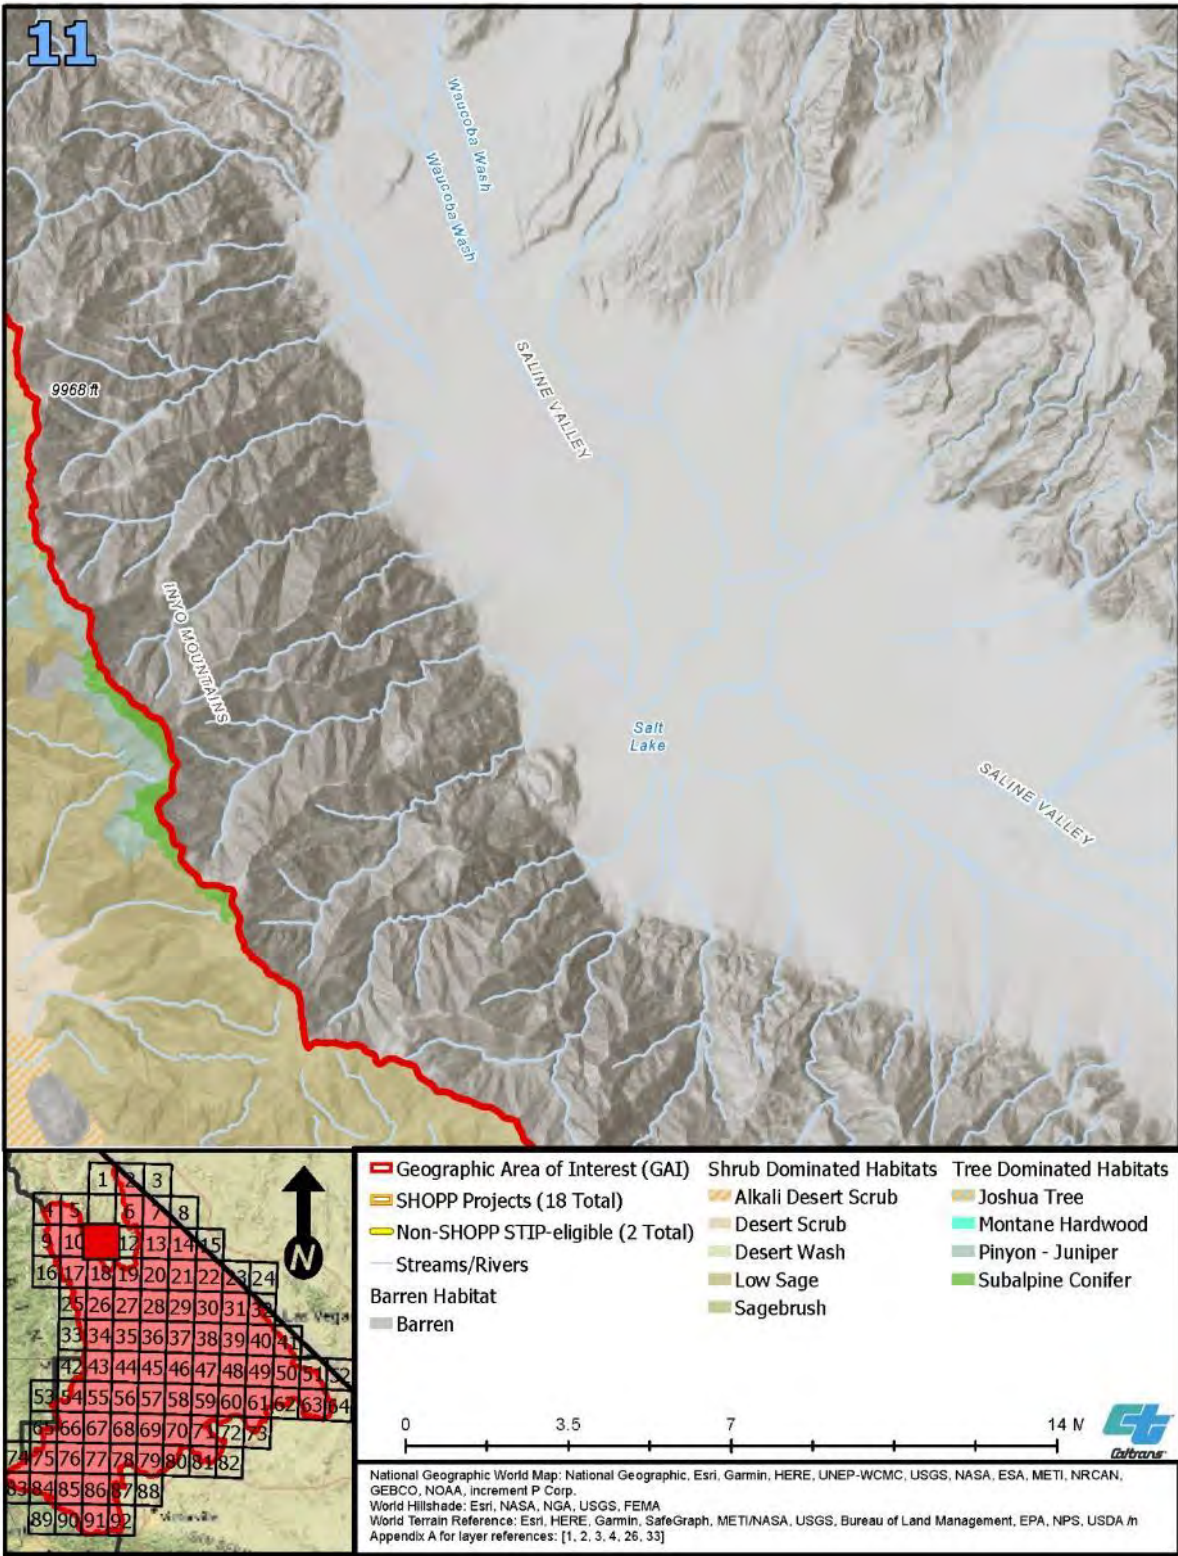 11
Waucoba Wash
Waucoba Wash
SALINE VALLEY
9968 ft
INYO MOUNTAINS
Salt
Lake
SALINE VALLEY
1 2 3
4 5 6 7 8
9 10 12 13 14 15
16 17 18 19 20 21 22 23 24
25 26 27 28 29 30 31 32
Las Vega
33 34 35 36 37 38 39 40 41
42 43 44 45 46 47 48 49 50 51 52
53 54 55 56 57 58 59 60 61 62 63 64
65 66 67 68 69 70 71 72 73
74 75 76 77 78 79 80 81 82
83 84 85 86 87 88
89 90 91 92
N
Geographic Area of Interest (GAI)
SHOPP Projects (18 Total)
Non-SHOPP STIP-eligible (2 Total)
Streams/Rivers
Barren Habitat
Barren
Shrub Dominated Habitats
Alkali Desert Scrub
Desert Scrub
Desert Wash
Low Sage
Sagebrush
Tree Dominated Habitats
Joshua Tree
Montane Hardwood
Pinyon - Juniper
Subalpine Conifer
0 3.5 7 14 M
ct
Caltrans
National Geographic World Map: National Geographic, Esri, Garmin, HERE, UNEP-WCMC, USGS, NASA, ESA, METI, NRCAN,
GEBCO, NOAA, increment P Corp.
World Hillshade: Esri, NASA, NGA, USGS, FEMA
World Terrain Reference: Esri, HERE, Garmin, SafeGraph, METI/NASA, USGS, Bureau of Land Management, EPA, NPS, USDA /n
Appendix A for layer references: [1, 2, 3, 4, 26, 33]